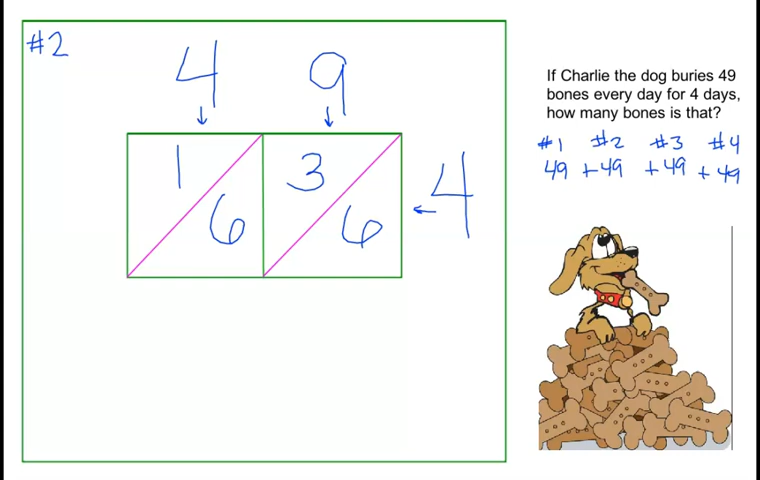 #2
4 9
1 6 3 6 4
If Charlie the dog buries 49
bones every day for 4 days,
how many bones is that?
#1 #2 #3 #4
49 +49 +49 +49